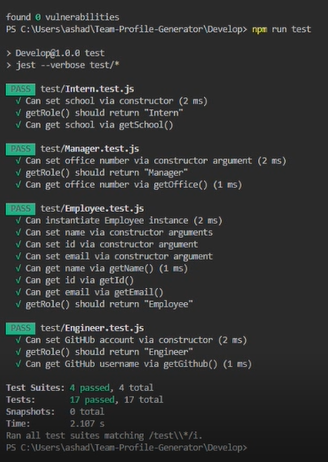 found 0 vulnerabilities
PS C:\Users\ashad\Team-Profile-Generator\Develop> npm run test
> Develop@1.0.0 test
> jest --verbose test/*
PASS test/Intern.test.js
√ Can set school via constructor (2 ms)
√ getRole() should return "Intern"
√ Can get school via getSchool()
PASS test/Manager.test.js
√ Can set office number via constructor argument (2 ms)
√ getRole() should return "Manager"
√ Can get office number via getOffice() (1 ms)
PASS test/Employee.test.js
√ Can instantiate Employee instance (2 ms)
√ Can set name via constructor arguments
√ Can set id via constructor argument
√ Can set email via constructor argument
√ Can get name via getName() (1 ms)
√ Can get id via getId()
√ Can get email via getEmail()
√ getRole() should return "Employee"
PASS test/Engineer.test.js
√ Can set GitHUb account via constructor (2 ms)
√ getRole() should return "Engineer"
√ Can get GitHub username via getGithub() (1 ms)
Test Suites: 4 passed, 4 total
Tests: 17 passed, 17 total
Snapshots: 0 total
Time: 2.107 s
Ran all test suites matching /test\\*/i.
PS C:\Users\ashad\Team-Profile-Generator\Develop>